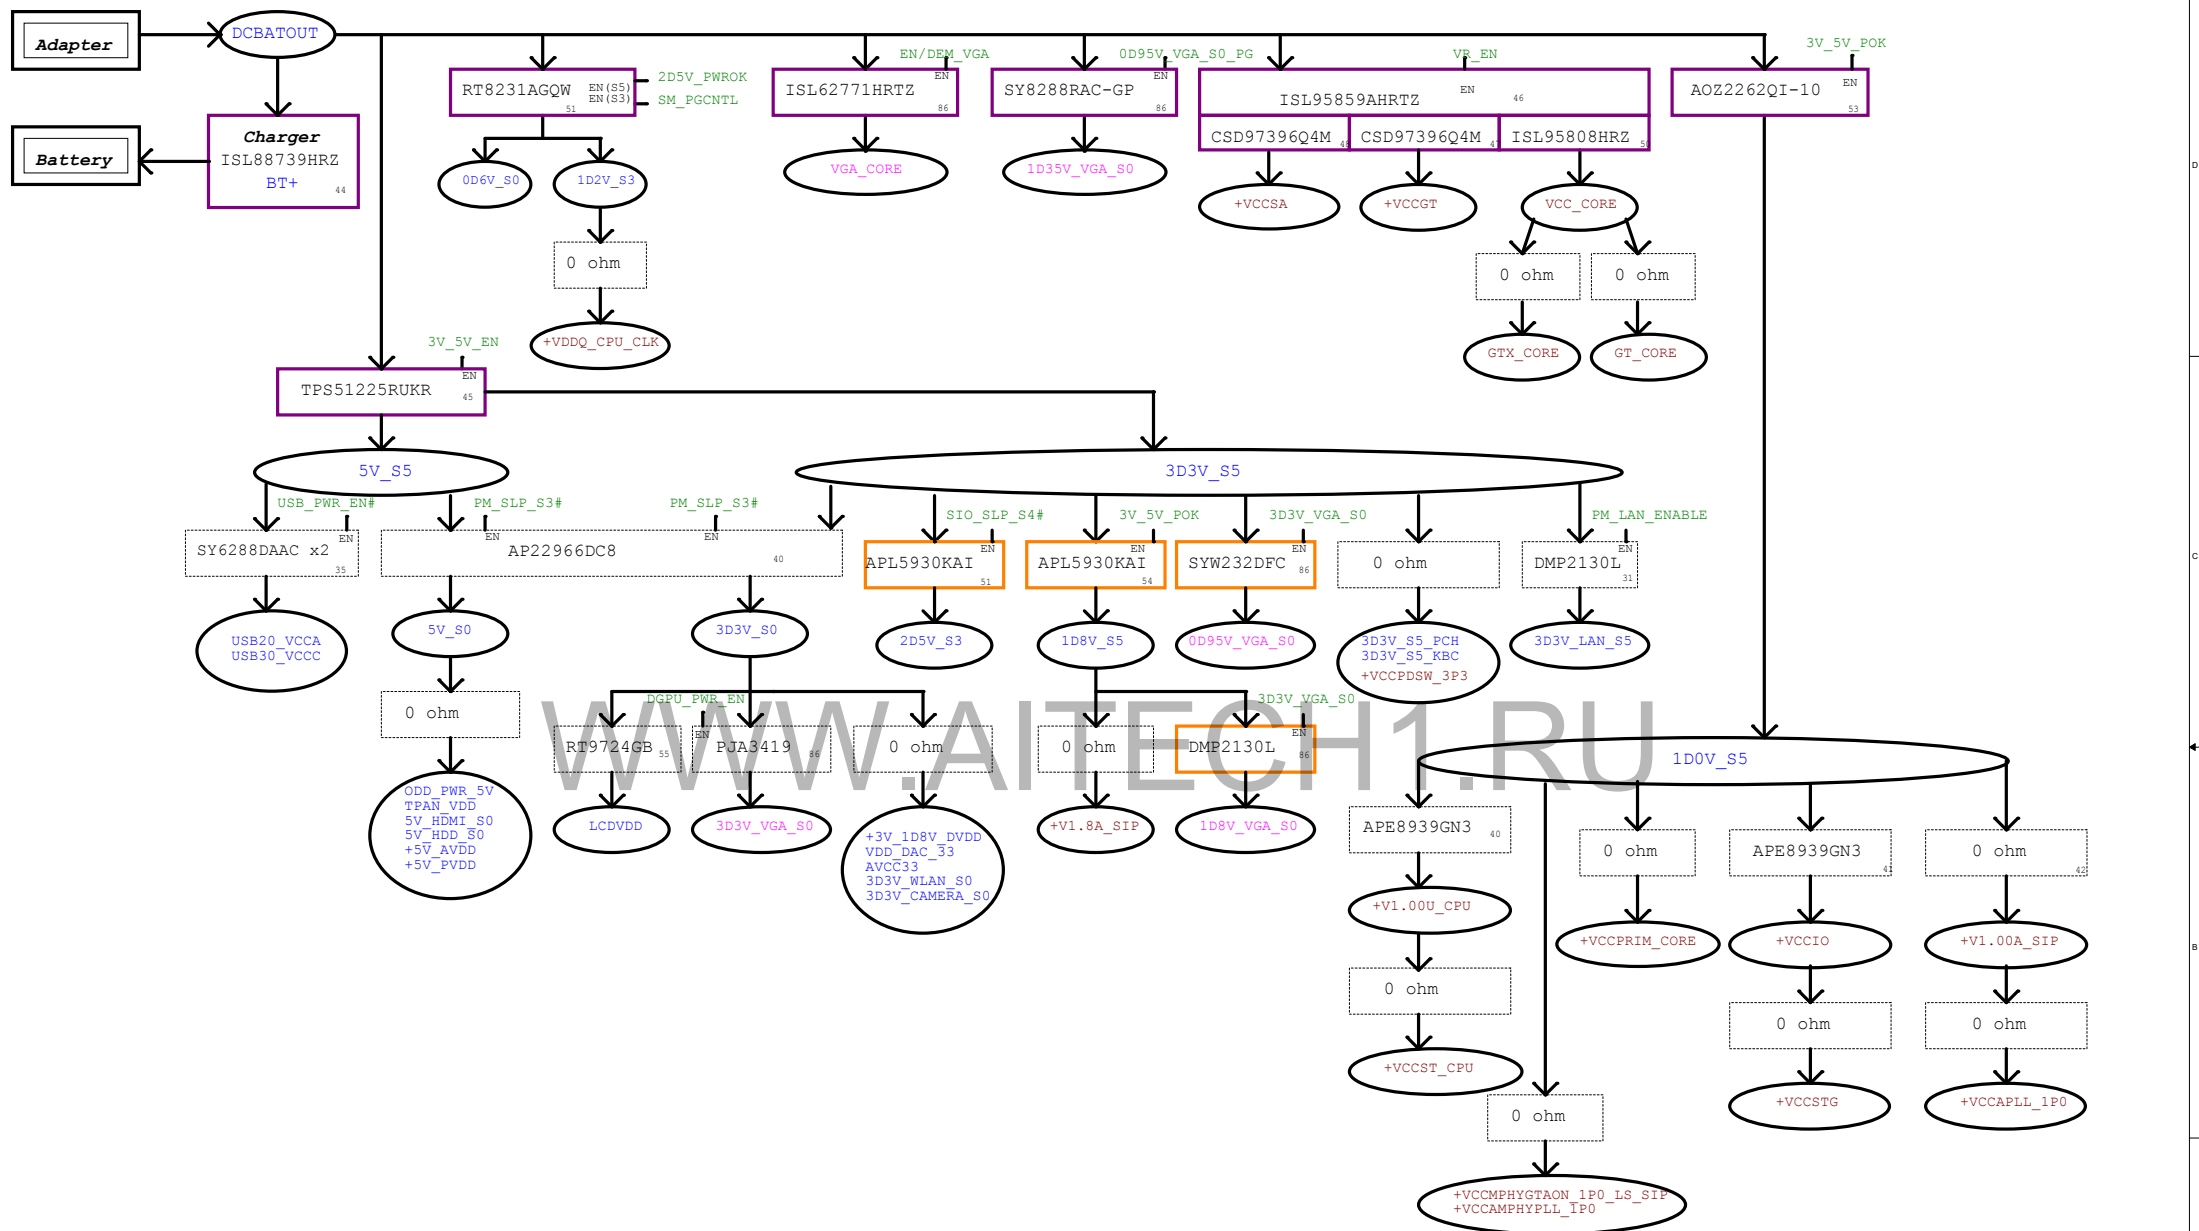 Adapter
DCBATOUT
Battery
Charger
ISL88739HRZ
BT+
44
RT8231AGQW
EN(S5)
EN(S3)
51
2D5V_PWROK
SM_PGCNTL
0D6V_S0
1D2V_S3
0 ohm
+VDDQ_CPU_CLK
EN/DEM_VGA
EN
ISL62771HRTZ
86
VGA_CORE
0D95V_VGA_S0_PG
EN
SY8288RAC-GP
86
1D35V_VGA_S0
VR_EN
EN
46
ISL95859AHRTZ
CSD97396Q4M
CSD97396Q4M
ISL95808HRZ
+VCCSA
+VCCGT
VCC_CORE
0 ohm
0 ohm
GTX_CORE
GT_CORE
3V_5V_POK
EN
AOZ2262QI-10
53
3V_5V_EN
EN
TPS51225RUKR
45
5V_S5
3D3V_S5
USB_PWR_EN#
EN
SY6288DAAC x2
35
USB20_VCCA
USB30_VCCC
PM_SLP_S3#
PM_SLP_S3#
EN
EN
AP22966DC8
40
5V_S0
0 ohm
ODD_PWR_5V
TPAN_VDD
5V_HDMI_S0
5V_HDD_S0
+5V_AVDD
+5V_PVDD
3D3V_S0
DGPU_PWR_EN
RT9724GB
55
EN
PJA3419
86
0 ohm
LCDVDD
3D3V_VGA_S0
+3V_1D8V_DVDD
VDD_DAC_33
AVCC33
3D3V_WLAN_S0
3D3V_CAMERA_S0
SIO_SLP_S4#
EN
APL5930KAI
51
2D5V_S3
3V_5V_POK
EN
APL5930KAI
54
1D8V_S5
3D3V_VGA_S0
EN
SYW232DFC
86
0D95V_VGA_S0
0 ohm
3D3V_S5_PCH
3D3V_S5_KBC
+VCCPDSW_3P3
PM_LAN_ENABLE
EN
DMP2130L
31
3D3V_LAN_S5
3D3V_VGA_S0
0 ohm
EN
DMP2130L
86
+V1.8A_SIP
1D8V_VGA_S0
WWW.AITECH1.RU
1D0V_S5
APE8939GN3
40
+V1.00U_CPU
0 ohm
+VCCST_CPU
0 ohm
+VCCMPHYGTAON_1P0_LS_SIP
+VCCAMPHYPLL_1P0
0 ohm
+VCCPRIM_CORE
APE8939GN3
41
+VCCIO
0 ohm
+VCCSTG
0 ohm
42
+V1.00A_SIP
0 ohm
+VCCAPLL_1P0
D
C
B